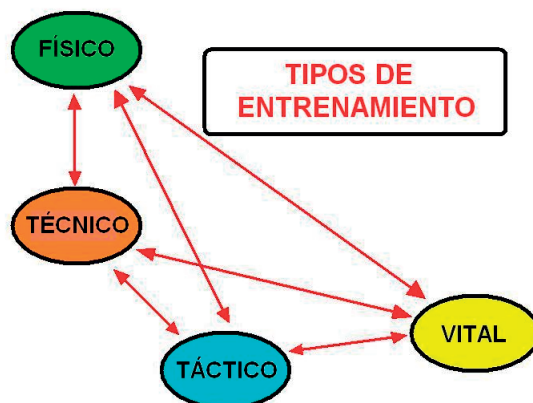 FÍSICO
TIPOS DE
ENTRENAMIENTO
TÉCNICO
TÁCTICO
VITAL